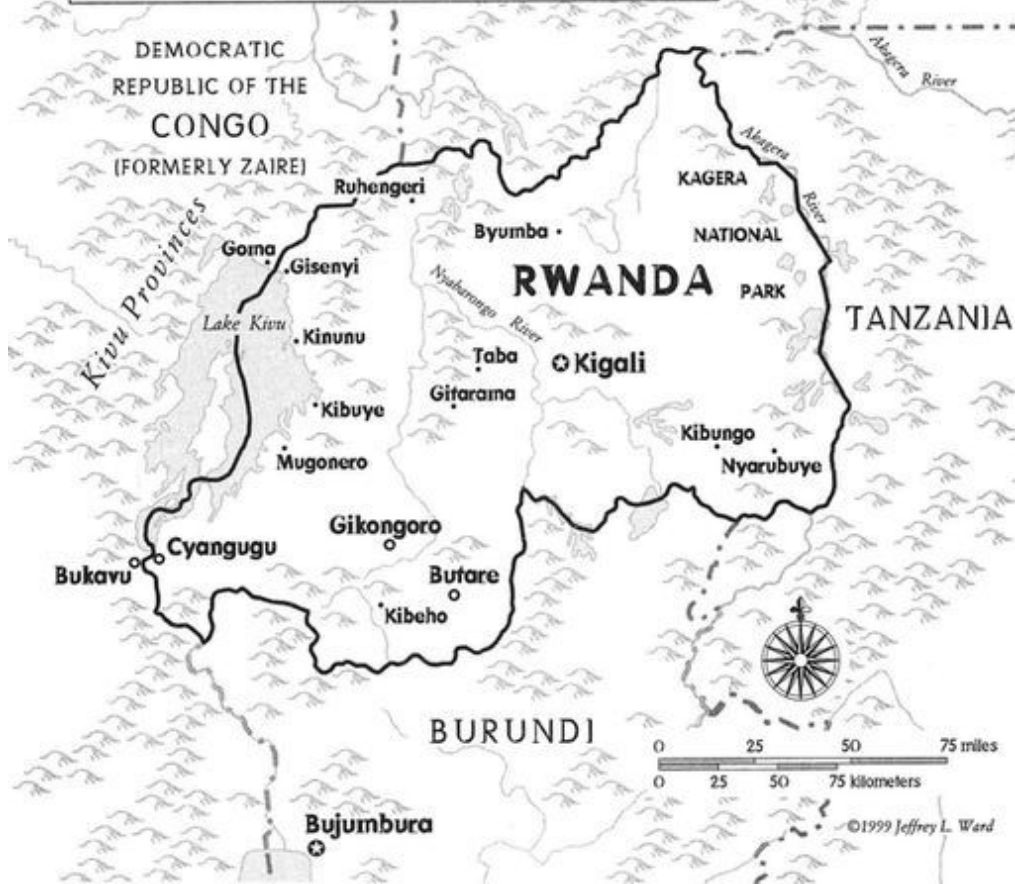 DEMOCRATIC
REPUBLIC OF THE
CONGO
(FORMERLY ZAIRE)
Akagera
River
Kivu Provinces
Ruhengeri
Akagera
River
KAGERA
NATIONAL
PARK
Byumba
Goma
Gisenyi
RWANDA
Nyabarongo
River
TANZANIA
Lake Kivu
Kinunu
Taba
Kigali
Gitarama
Kibuye
Kibungo
Nyarubuye
Mugonero
Gikongoro
Cyangugu
Bukavu
Butare
Kibeho
BURUNDI
0 25 50 75 miles
0 25 50 75 kilometers
Bujumbura
©1999 Jeffrey L. Ward